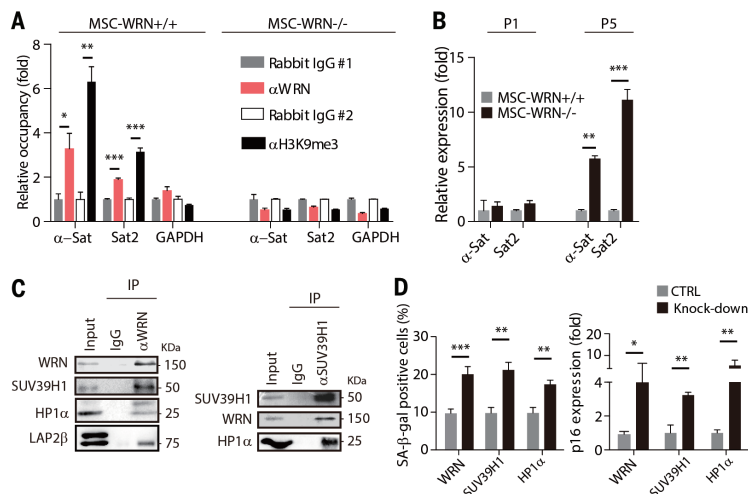 A
MSC-WRN+/+
MSC-WRN-/-
Relative occupancy (fold)
8
6
4
2
0
*
**
***
***
Rabbit IgG #1
αWRN
Rabbit IgG #2
αH3K9me3
α–Sat
Sat2
GAPDH
α–Sat
Sat2
GAPDH
B
P1
P5
Relative expression (fold)
15
10
5
0
MSC-WRN+/+
MSC-WRN-/-
**
***
α-Sat
Sat2
α-Sat
Sat2
C
IP
Input
IgG
αWRN
KDa
WRN
150
SUV39H1
50
HP1α
25
LAP2β
75
IP
Input
IgG
αSUV39H1
KDa
SUV39H1
50
WRN
150
HP1α
25
D
CTRL
Knock-down
SA-β-gal positive cells (%)
30
20
10
0
***
**
**
WRN
SUV39H1
HP1α
p16 expression (fold)
20
10
6
4
2
0
*
**
**
WRN
SUV39H1
HP1α